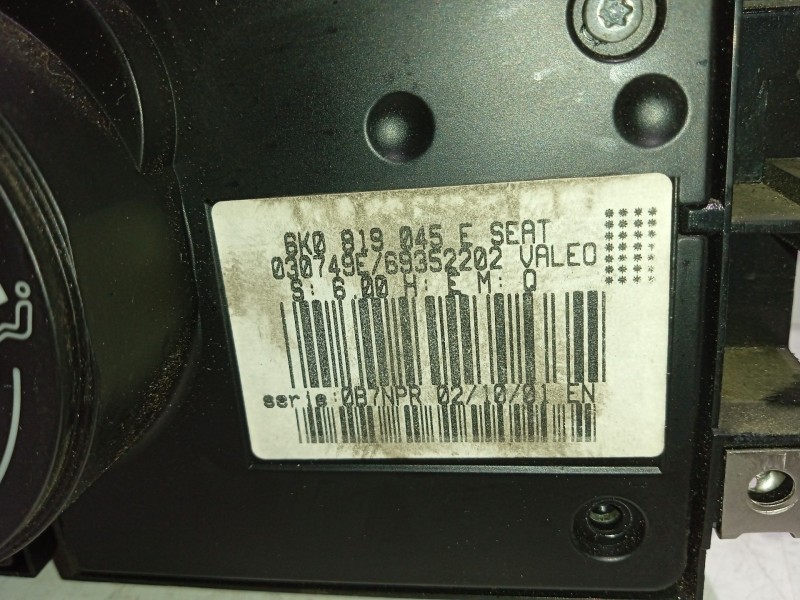 6K0 819 045 E SEAT
030749E/69352202 VALEO
S: 6.00 H: E M: Q
serie:0B7NPR 02/10/01 EN